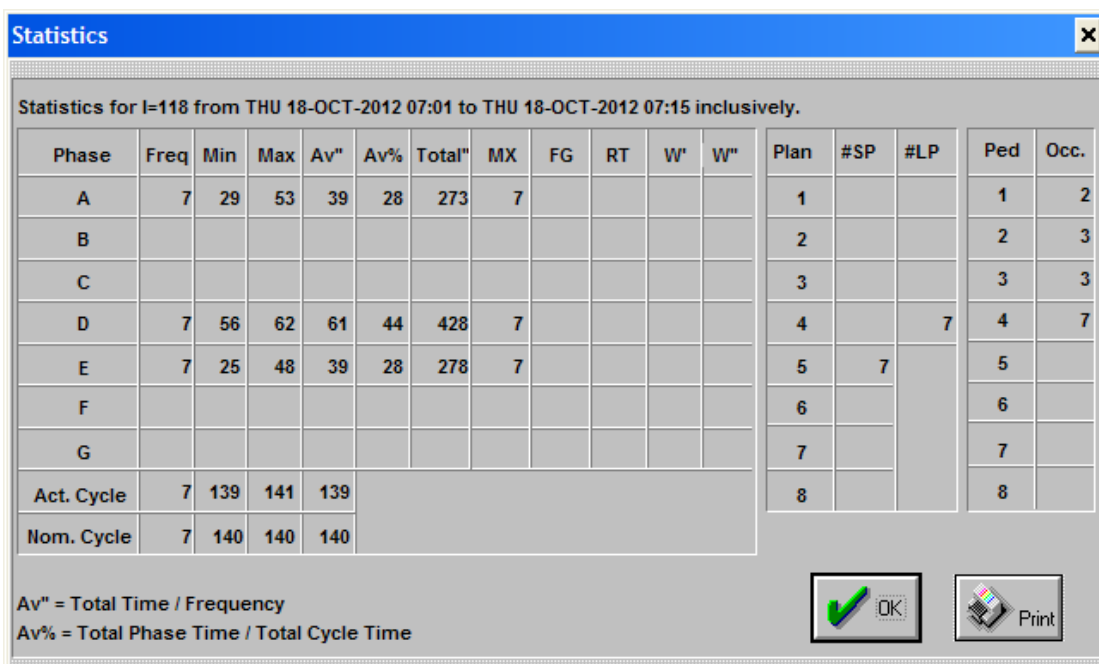 Statistics
Statistics for I=118 from THU 18-OCT-2012 07:01 to THU 18-OCT-2012 07:15 inclusively.
Phase Freq Min Max Av" Av% Total" MX FG RT W' W" Plan #SP #LP Ped Occ.
A 7 29 53 39 28 273 7 1 1 2
B 2 2 3
C 3 3 3
D 7 56 62 61 44 428 7 4 7 4 7
E 7 25 48 39 28 278 7 5 7 5
F 6 6
G 7 7
Act. Cycle 7 139 141 139 8 8
Nom. Cycle 7 140 140 140
Av" = Total Time / Frequency
Av% = Total Phase Time / Total Cycle Time
OK Print